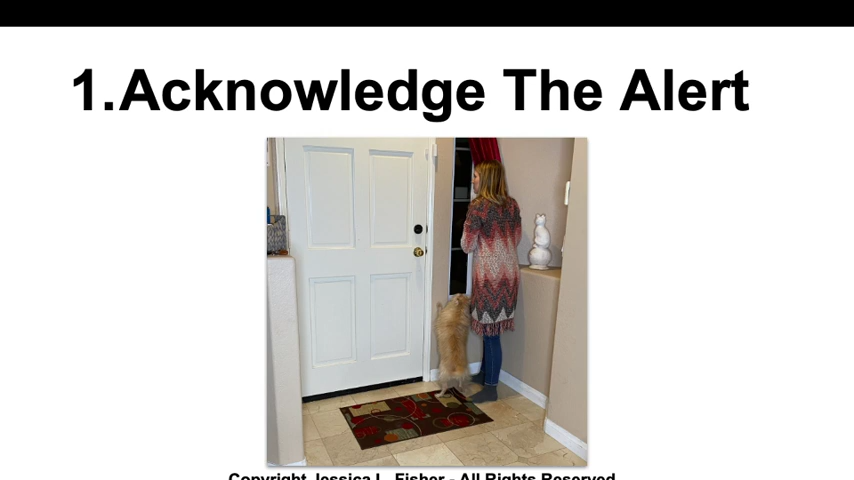 1.Acknowledge The Alert
Copyright Jessica L. Fisher - All Rights Reserved